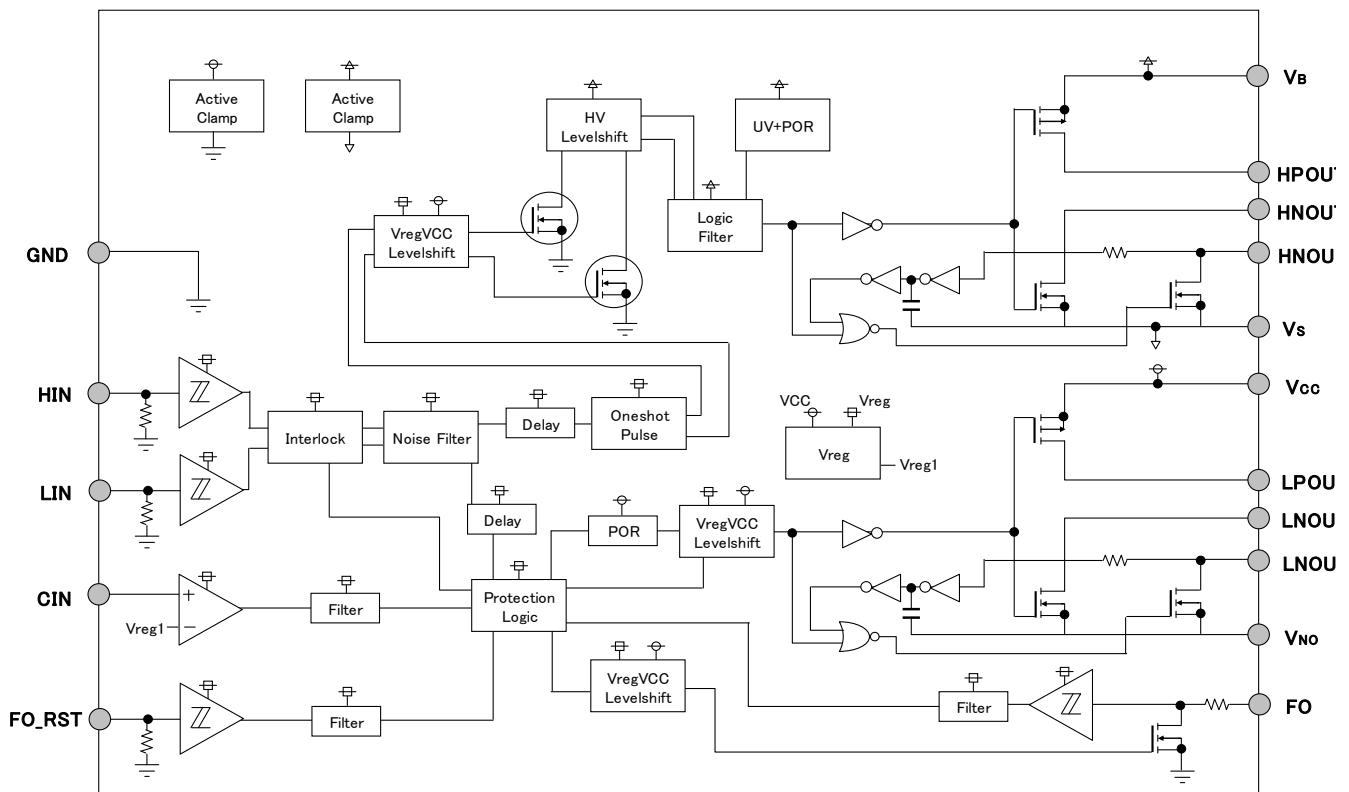 Active
Clamp
Active
Clamp
HV
Levelshift
UV+POR
VB
HPOU
HNOU
VregVCC
Levelshift
Logic
Filter
GND
HNOU
VS
HIN
VCC
Interlock
Noise Filter
Delay
Oneshot
Pulse
VCC
Vreg
Vreg
Vreg1
LIN
LPOU
Delay
POR
VregVCC
Levelshift
LNOU
LNOU
CIN
+
Vreg1
−
Filter
Protection
Logic
VNO
VregVCC
Levelshift
FO_RST
Filter
Filter
FO